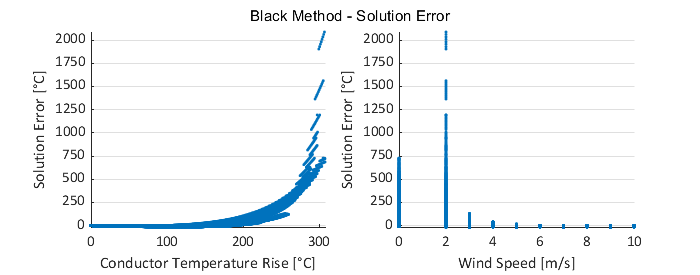 Black Method - Solution Error
Solution Error [°C]
2000
1750
1500
1250
1000
750
500
250
0
0 100 200 300
Conductor Temperature Rise [°C]
Solution Error [°C]
2000
1750
1500
1250
1000
750
500
250
0
0 2 4 6 8 10
Wind Speed [m/s]